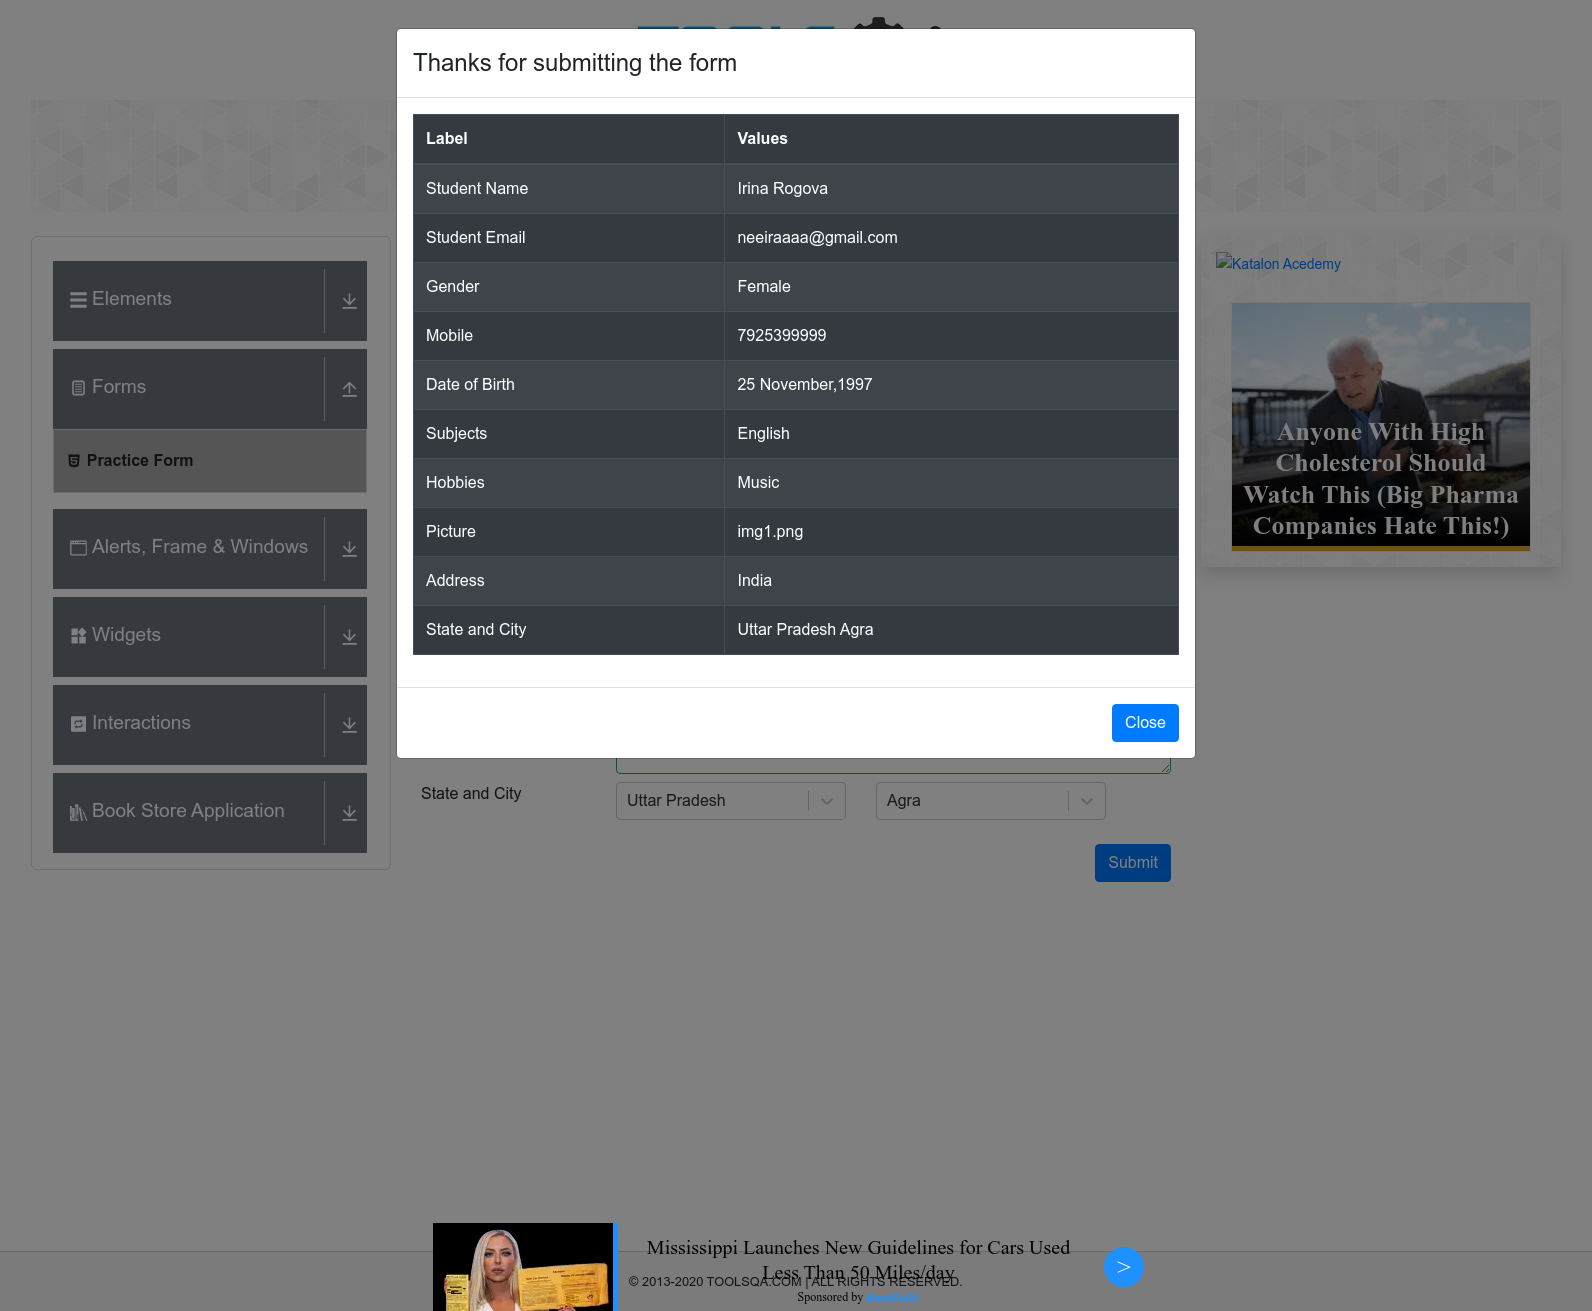 Thanks for submitting the form
Label Values
Student Name Irina Rogova
Student Email neeiraaaa@gmail.com
Gender Female
Mobile 7925399999
Date of Birth 25 November,1997
Subjects English
Hobbies Music
Picture img1.png
Address India
State and City Uttar Pradesh Agra
Close
Elements
Forms
Practice Form
Alerts, Frame & Windows
Widgets
Interactions
Book Store Application
State and City Uttar Pradesh Agra
Submit
Katalon Acedemy
Anyone With High
Cholesterol Should
Watch This (Big Pharma
Companies Hate This!)
Mississippi Launches New Guidelines for Cars Used
Less Than 50 Miles/day
© 2013-2020 TOOLSQA.COM | ALL RIGHTS RESERVED.
Sponsored by
>